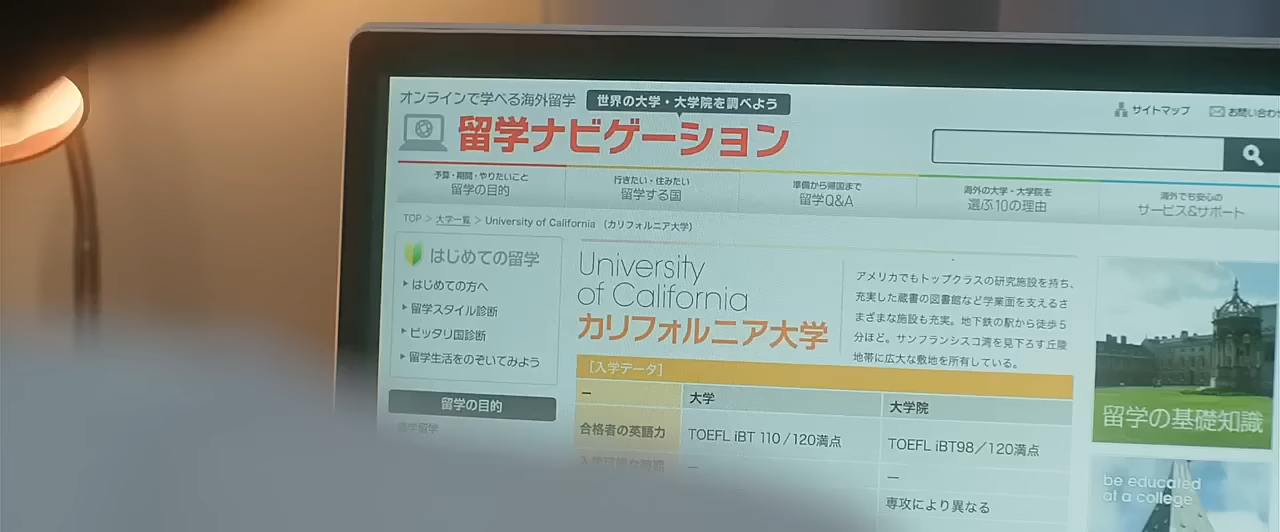 オンラインで学べる海外留学
世界の大学・大学院を調べよう
留学ナビゲーション
サイトマップ
お問い合わせ
予算・期間・やりたいこと
留学の目的
行きたい・住みたい
留学する国
準備から帰国まで
留学Q&A
海外の大学・大学院を
選ぶ10の理由
海外でも安心の
サービス&サポート
TOP > 大学一覧 > University of California （カリフォルニア大学）
はじめての留学
はじめての方へ
留学スタイル診断
ピッタリ国診断
留学生活をのぞいてみよう
留学の目的
語学留学
University
of California
カリフォルニア大学
アメリカでもトップクラスの研究施設を持ち、
充実した蔵書の図書館など学業面を支えるさ
まざまな施設も充実。地下鉄の駅から徒歩５
分ほど。サンフランシスコ湾を見下ろす丘陵
地帯に広大な敷地を所有している。
［入学データ］
ー
大学
大学院
合格者の英語力
TOEFL iBT 110／120満点
TOEFL iBT98／120満点
入学可能な時期
ー
ー
専攻により異なる
留学の基礎知識
be educated
at a college